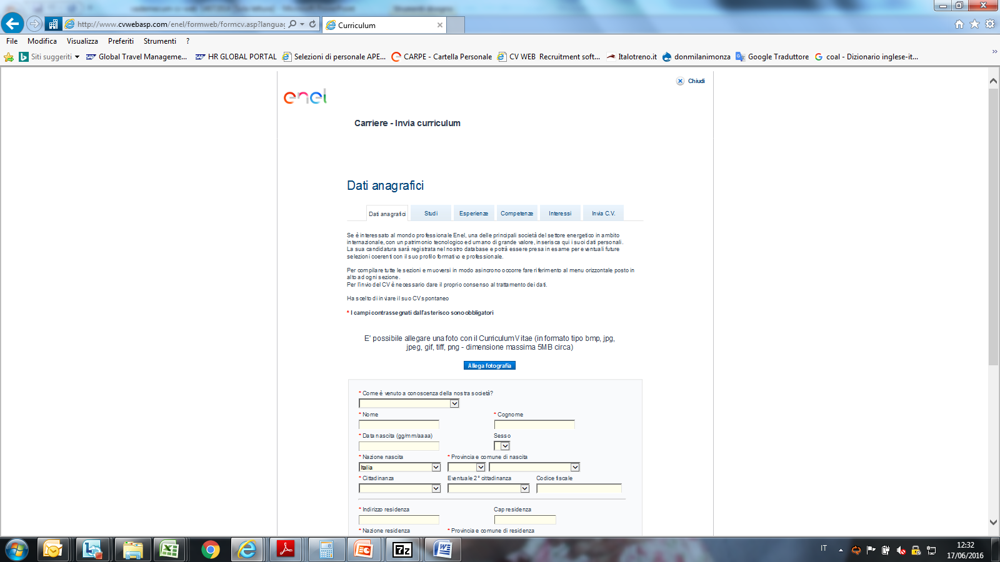 http://www.cvwebasp.com/enel/formweb/formcv.asp?languag
Curriculum
File Modifica Visualizza Preferiti Strumenti ?
Siti suggeriti Global Travel Manageme... HR GLOBAL PORTAL Selezioni di personale APE... CARPE - Cartella Personale CV WEB Recruitment soft... Italotreno.it donmilanimonza Google Traduttore coal - Dizionario inglese-it...
Chiudi
enel
Carriere - Invia curriculum
Dati anagrafici
Dati anagrafici Studi Esperienze Competenze Interessi Invia C.V.
Se è interessato al mondo professionale Enel, una delle principali società del settore energetico in ambito
internazionale, con un patrimonio tecnologico ed umano di grande valore, inserisca qui i suoi dati personali.
La sua candidatura sarà registrata nel nostro database e potrà essere presa in esame per eventuali future
selezioni coerenti con il suo profilo formativo e professionale.
Per compilare tutte le sezioni e muoversi in modo asincrono occorre fare riferimento al menu orizzontale posto in
alto ad ogni sezione.
Per l'invio del CV è necessario dare il proprio consenso al trattamento dei dati.
Ha scelto di inviare il suo CV spontaneo
* I campi contrassegnati dall'asterisco sono obbligatori
E' possibile allegare una foto con il Curriculum Vitae (in formato tipo bmp, jpg,
jpeg, gif, tiff, png - dimensione massima 5MB circa)
Allega fotografia
* Come è venuto a conoscenza della nostra società?
* Nome * Cognome
* Data nascita (gg/mm/aaaa) Sesso
* Nazione nascita * Provincia e comune di nascita
Italia
* Cittadinanza Eventuale 2° cittadinanza Codice fiscale
* Indirizzo residenza Cap residenza
* Nazione residenza * Provincia e comune di residenza
IT 12:32
17/06/2016